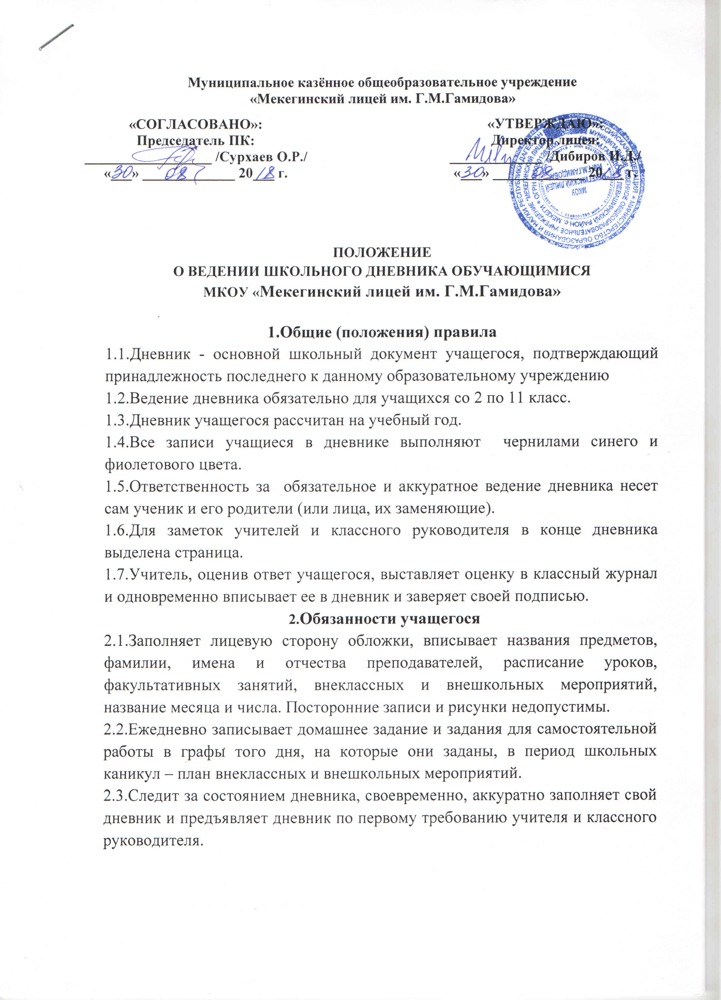 Муниципальное казённое общеобразовательное учреждение
«Мекегинский лицей им. Г.М.Гамидова»
«СОГЛАСОВАНО»:
Председатель ПК:
/Сурхаев О.Р./
«30» 08 2018 г.
«УТВЕРЖДАЮ»:
Директор лицея:
/Дибиров И.Д./
«30» 08 2018 г.
МКОУ
МЕКЕГИНСКИЙ ЛИЦЕЙ
ИМ.Г.М.ГАМИДОВА
ПОЛОЖЕНИЕ
О ВЕДЕНИИ ШКОЛЬНОГО ДНЕВНИКА ОБУЧАЮЩИМИСЯ
МКОУ «Мекегинский лицей им. Г.М.Гамидова»
1.Общие (положения) правила
1.1.Дневник - основной школьный документ учащегося, подтверждающий
принадлежность последнего к данному образовательному учреждению
1.2.Ведение дневника обязательно для учащихся со 2 по 11 класс.
1.3.Дневник учащегося рассчитан на учебный год.
1.4.Все записи учащиеся в дневнике выполняют чернилами синего и
фиолетового цвета.
1.5.Ответственность за обязательное и аккуратное ведение дневника несет
сам ученик и его родители (или лица, их заменяющие).
1.6.Для заметок учителей и классного руководителя в конце дневника
выделена страница.
1.7.Учитель, оценив ответ учащегося, выставляет оценку в классный журнал
и одновременно вписывает ее в дневник и заверяет своей подписью.
2.Обязанности учащегося
2.1.Заполняет лицевую сторону обложки, вписывает названия предметов,
фамилии, имена и отчества преподавателей, расписание уроков,
факультативных занятий, внеклассных и внешкольных мероприятий,
название месяца и числа. Посторонние записи и рисунки недопустимы.
2.2.Ежедневно записывает домашнее задание и задания для самостоятельной
работы в графы того дня, на которые они заданы, в период школьных
каникул – план внеклассных и внешкольных мероприятий.
2.3.Следит за состоянием дневника, своевременно, аккуратно заполняет свой
дневник и предъявляет дневник по первому требованию учителя и классного
руководителя.